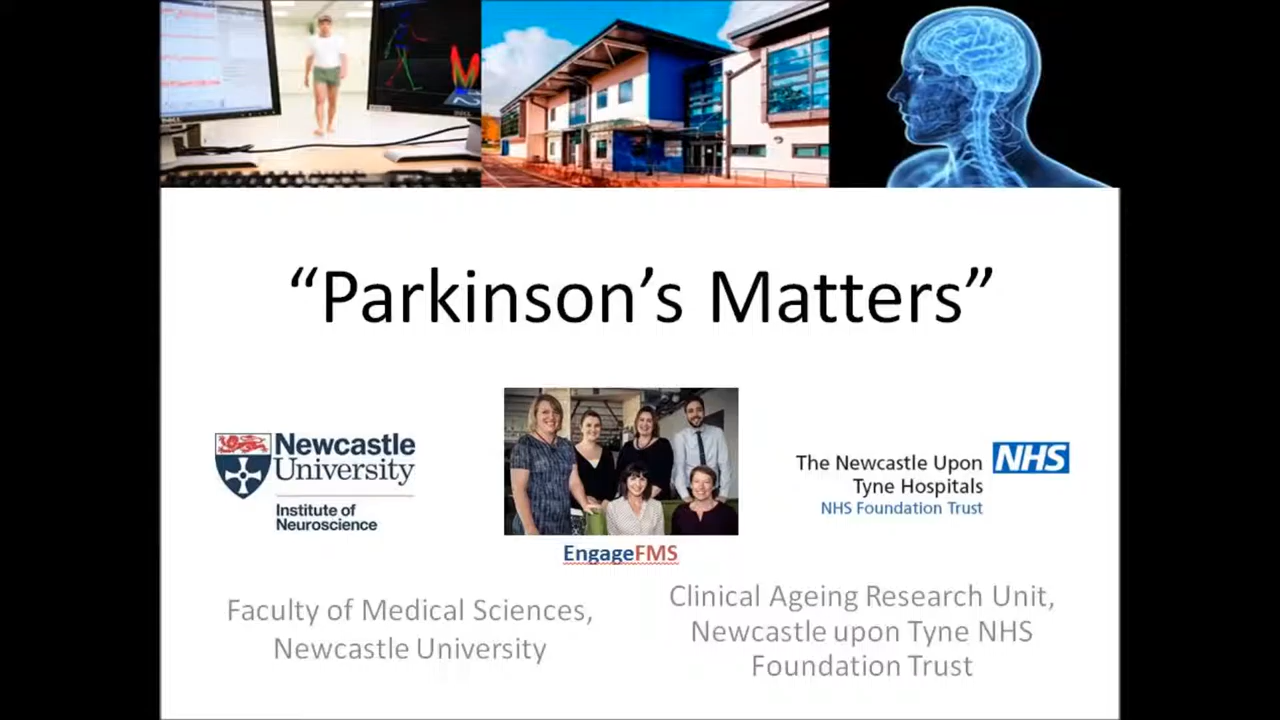 “Parkinson’s Matters”
Newcastle
University
Institute of
Neuroscience
EngageFMS
The Newcastle Upon
Tyne Hospitals
NHS Foundation Trust
NHS
Faculty of Medical Sciences,
Newcastle University
Clinical Ageing Research Unit,
Newcastle upon Tyne NHS
Foundation Trust